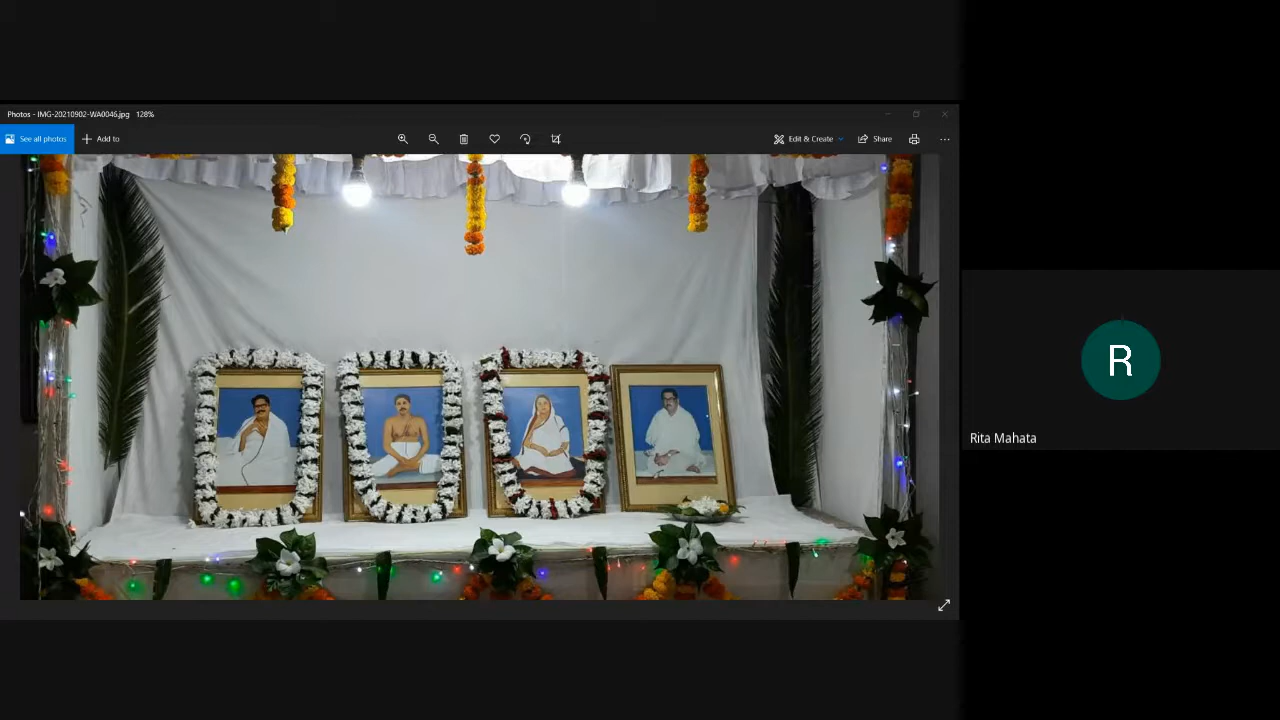 Photos - IMG-20210902-WA0046.jpg 128%
See all photos
Add to
Edit & Create
Share
R
Rita Mahata